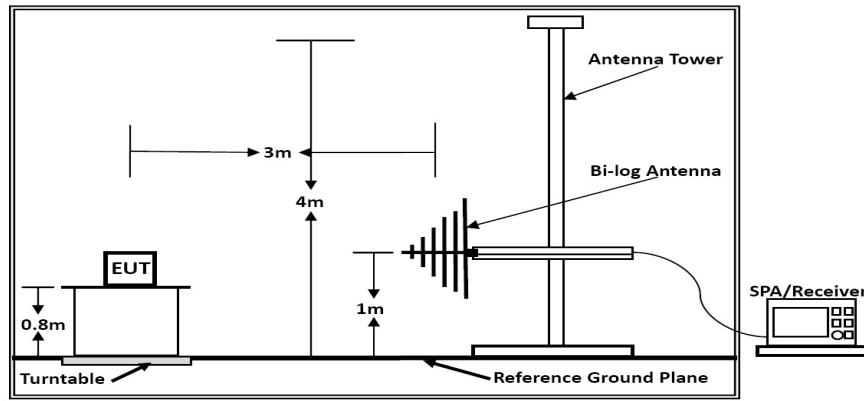 Antenna Tower
3m
Bi-log Antenna
4m
EUT
1m
0.8m
SPA/Receiver
Turntable
Reference Ground Plane